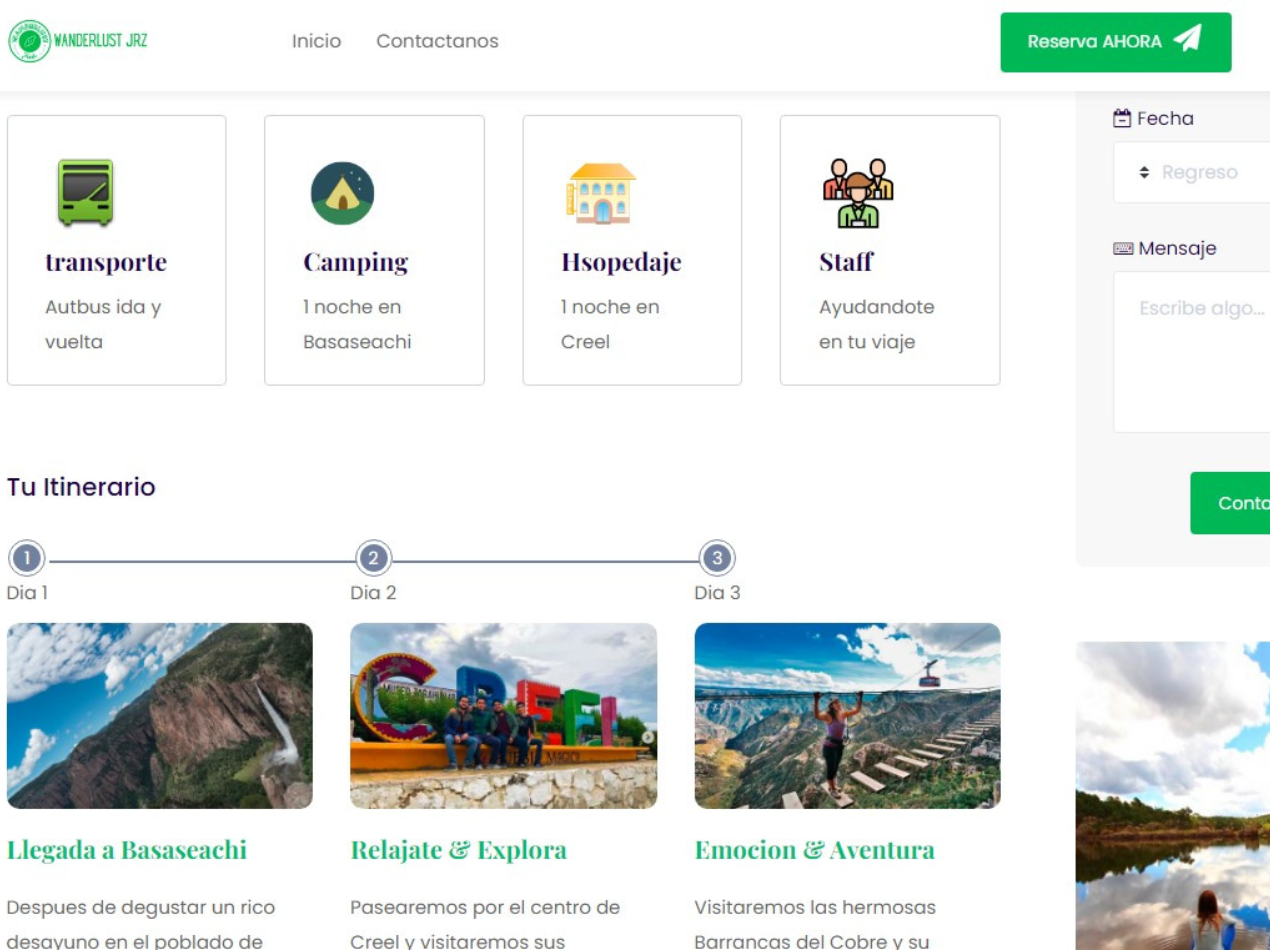 WANDERLUST JRZ
Inicio
Contactanos
Reserva AHORA
transporte
Autbus ida y
vuelta
Camping
1 noche en
Basaseachi
Hsopedaje
1 noche en
Creel
Staff
Ayudandote
en tu viaje
Fecha
Regreso
Mensaje
Escribe algo...
Conta
Tu Itinerario
1
2
3
Dia 1
Dia 2
Dia 3
CREEL
Llegada a Basaseachi
Despues de degustar un rico
desayuno en el poblado de
Relajate & Explora
Pasearemos por el centro de
Creel y visitaremos sus
Emocion & Aventura
Visitaremos las hermosas
Barrancas del Cobre y su